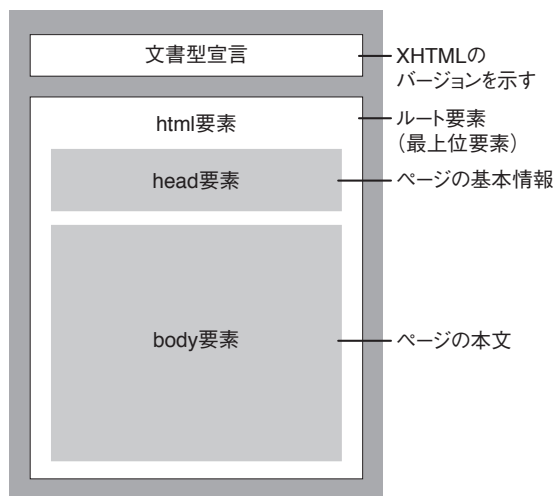 文書型宣言
XHTMLの
バージョンを示す
html要素
ルート要素
（最上位要素）
head要素
ページの基本情報
body要素
ページの本文